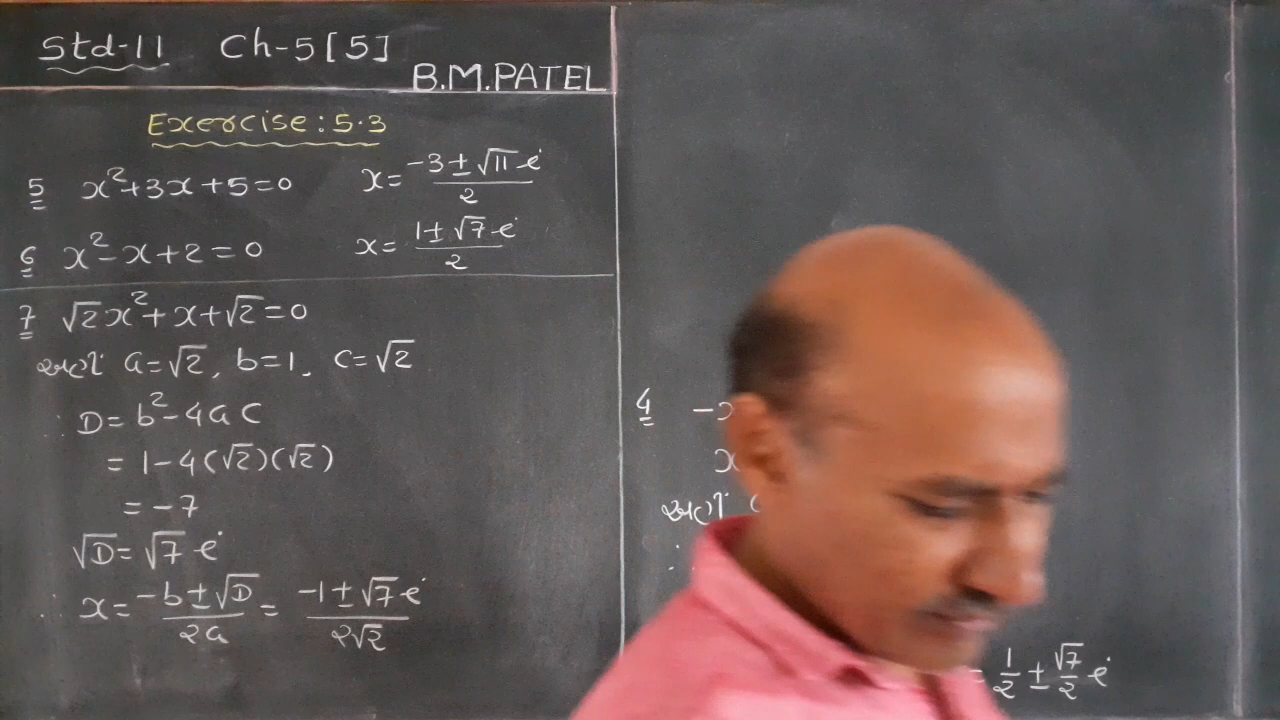 Std-11 Ch-5[5]
B.M.PATEL
Exercise: 5.3
5 x²+3x+5=0 x= (-3±√11 i)/2
6 x²-x+2=0 x= (1±√7 i)/2
7 √2x²+x+√2=0
અહીં a=√2, b=1, c=√2
∴ D=b²-4ac
= 1-4(√2)(√2)
= -7
√D=√7 i
∴ x= (-b±√D)/2a = (-1±√7 i)/2√2
4 -x
x
અહીં
∴
= 1/2 ± √7/2 i